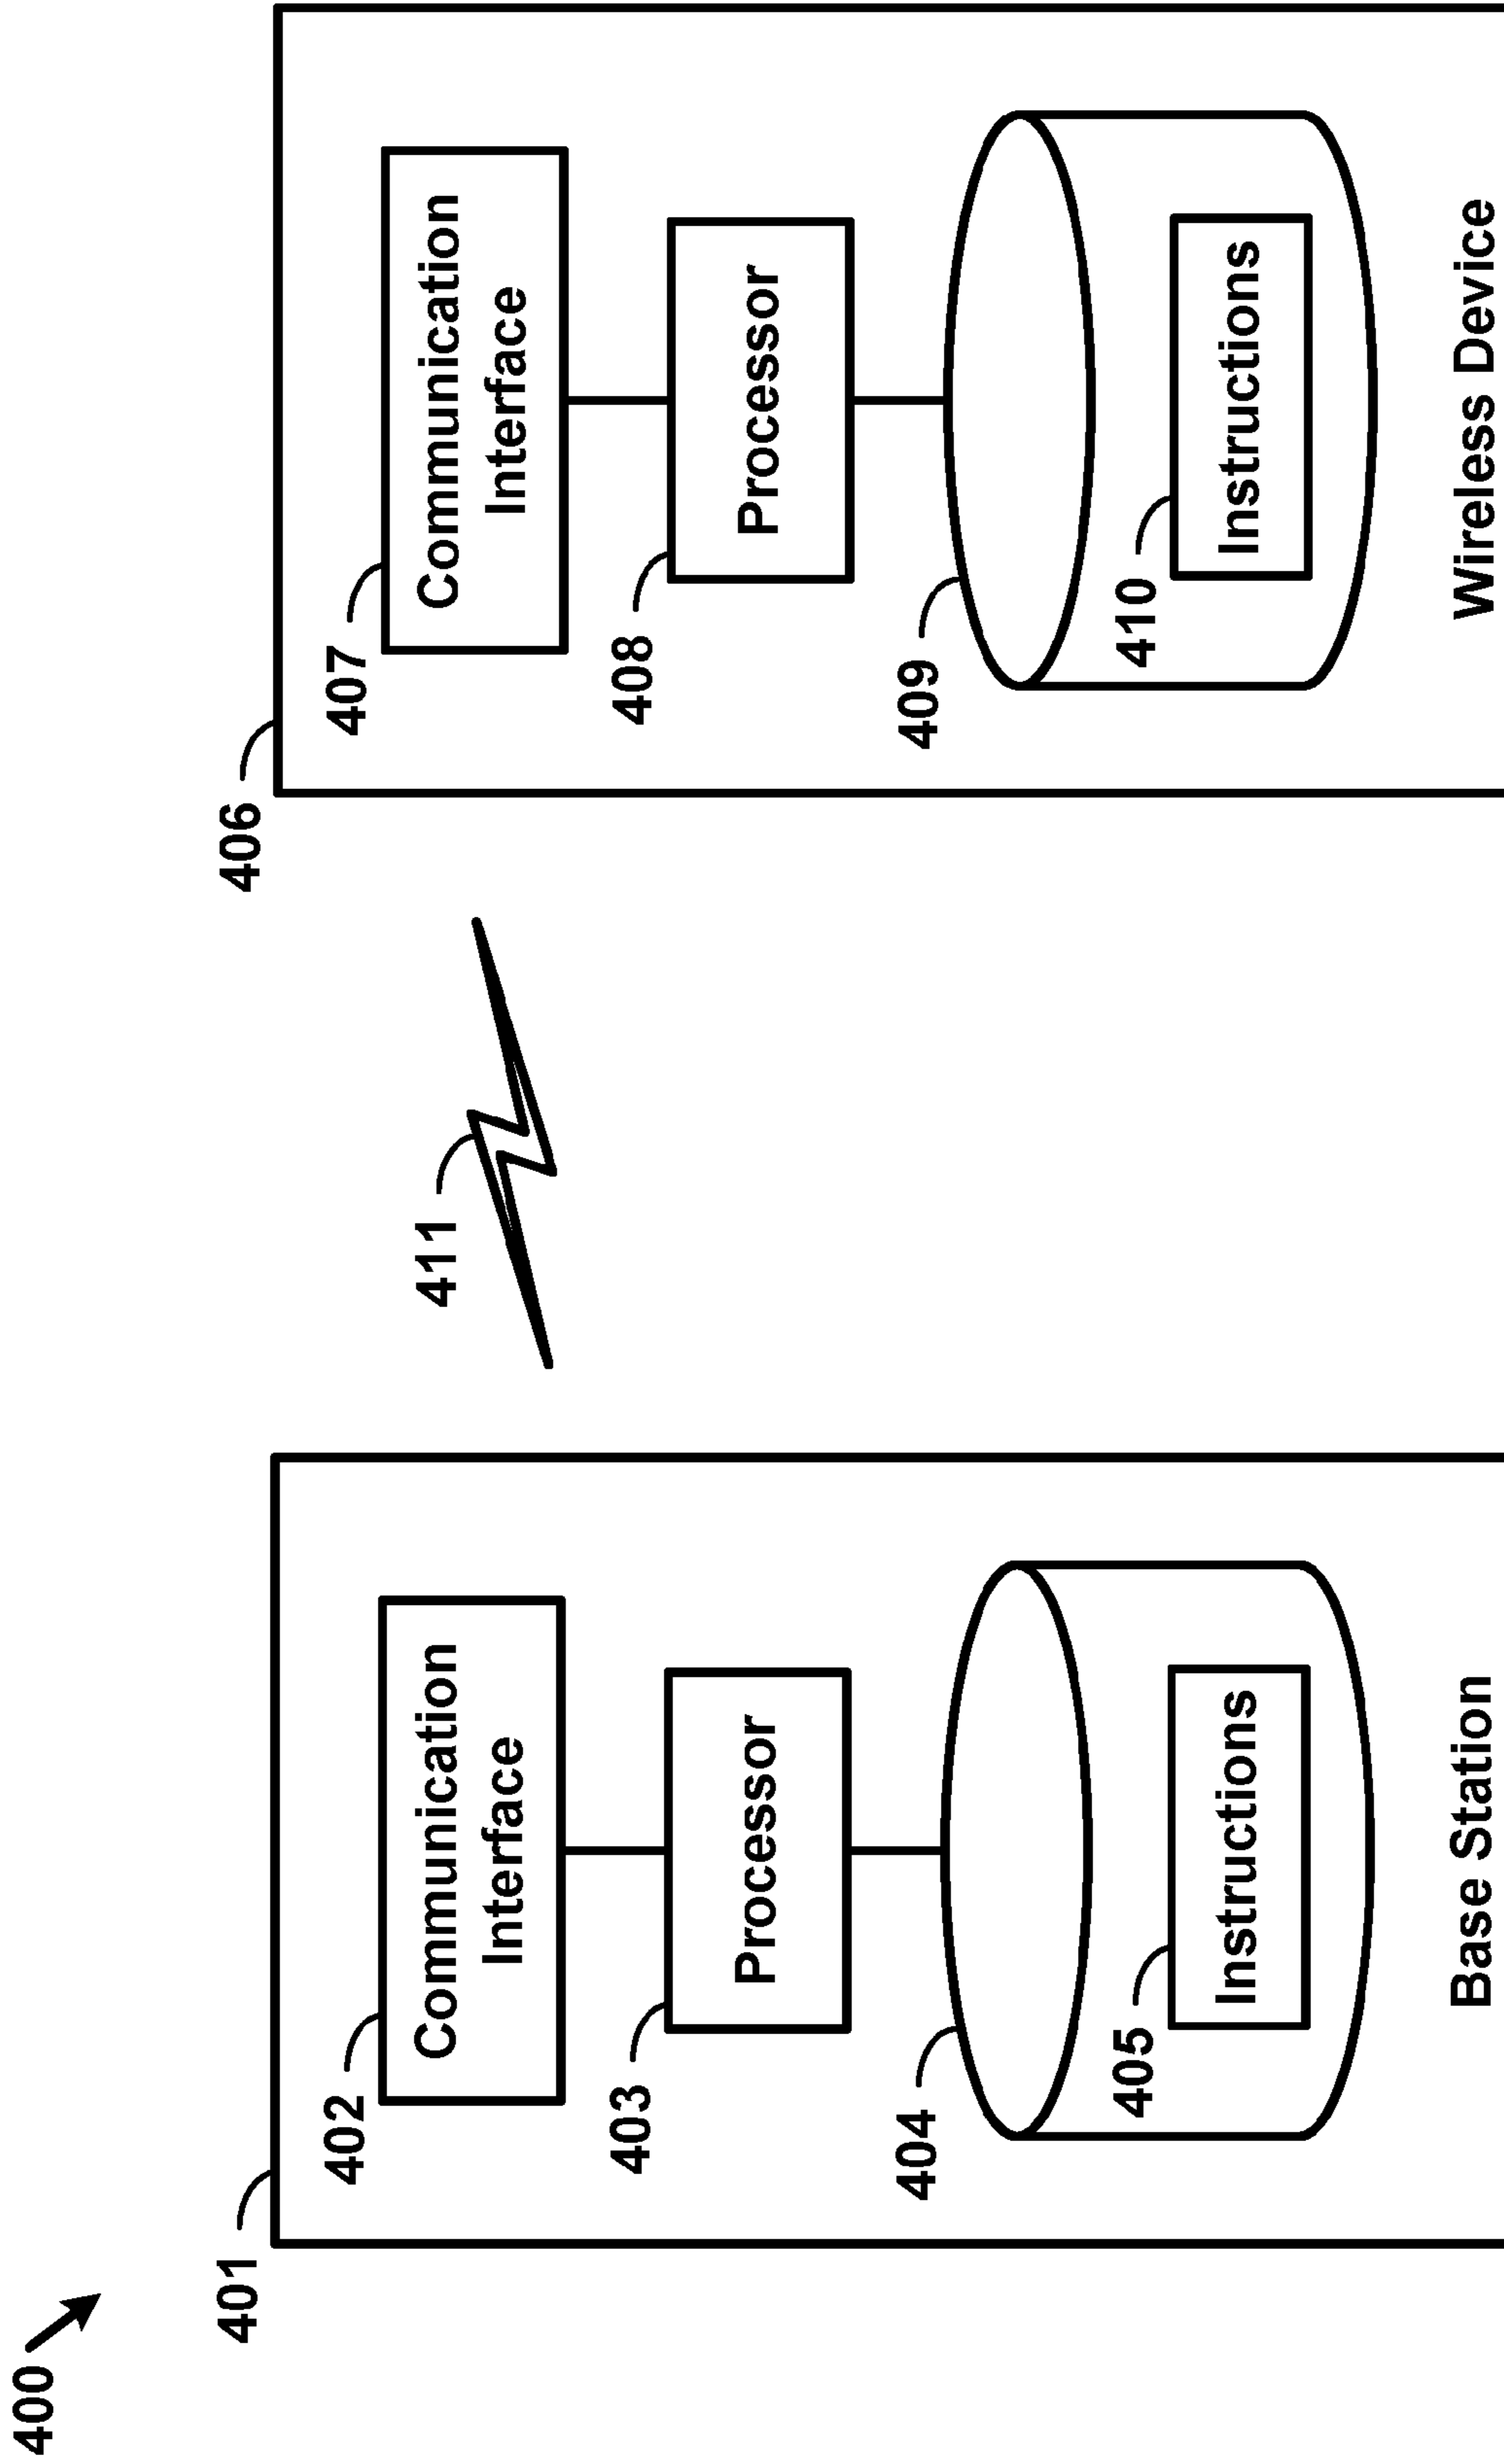 400
401
402
Communication
Interface
403
Processor
404
405
Instructions
Base Station
411
406
407
Communication
Interface
408
Processor
409
410
Instructions
Wireless Device